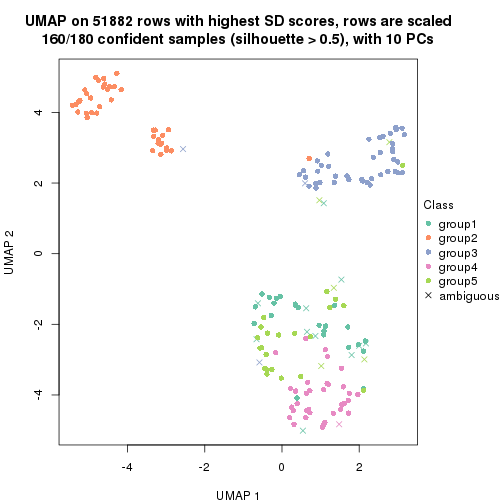 UMAP on 51882 rows with highest SD scores, rows are scaled
160/180 confident samples (silhouette > 0.5), with 10 PCs
UMAP 2
4
2
0
-2
-4
-4
-2
0
2
UMAP 1
Class
group1
group2
group3
group4
group5
ambiguous